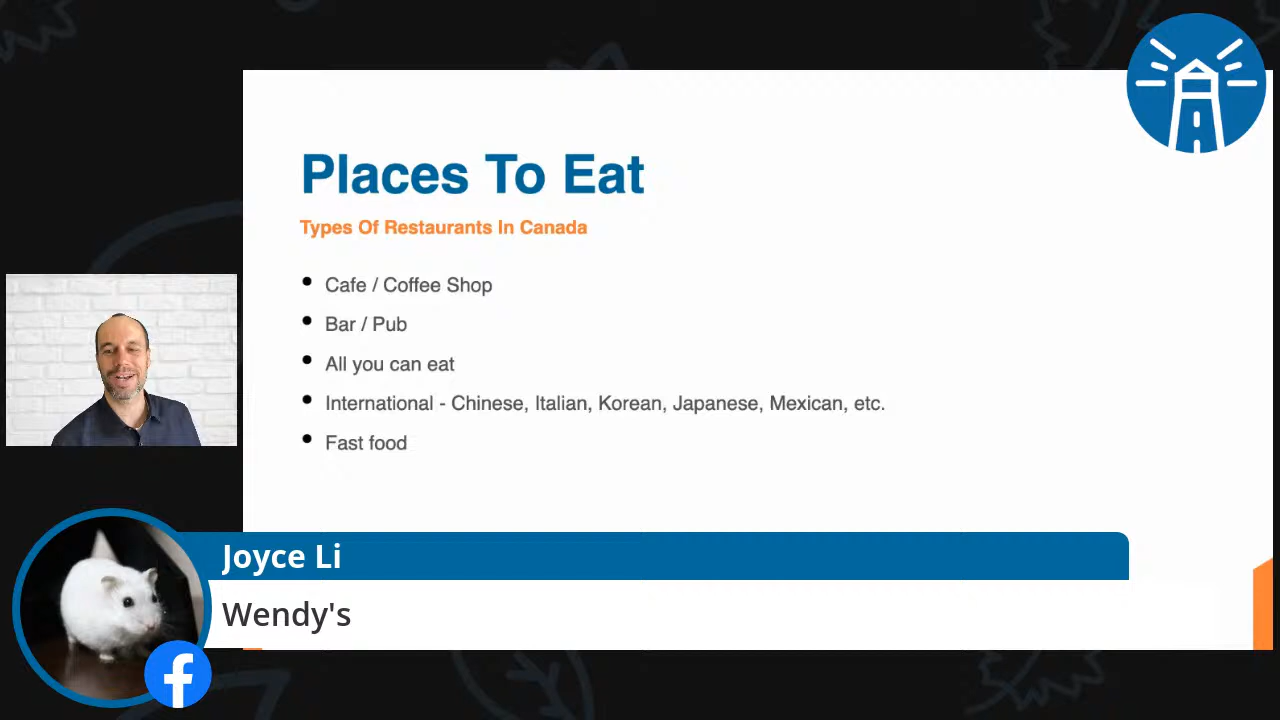 Places To Eat
Types Of Restaurants In Canada
• Cafe / Coffee Shop
• Bar / Pub
• All you can eat
• International - Chinese, Italian, Korean, Japanese, Mexican, etc.
• Fast food
Joyce Li
Wendy's